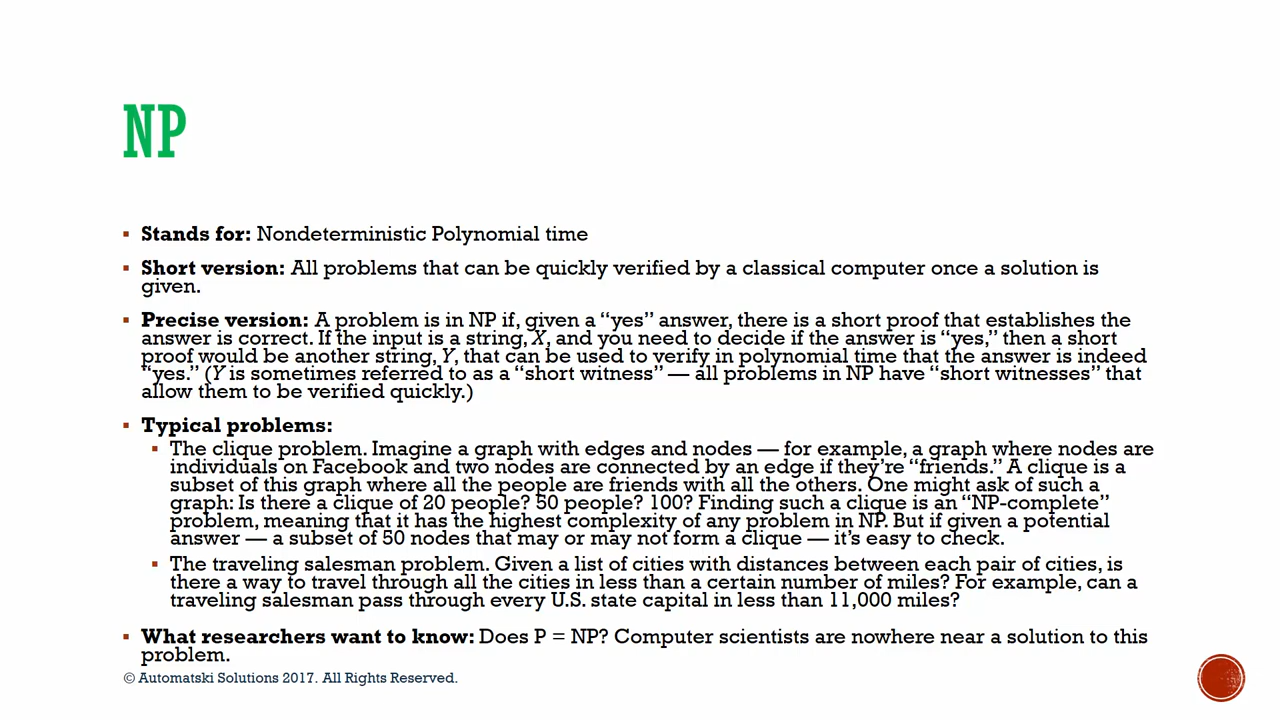 NP
▪ Stands for: Nondeterministic Polynomial time
▪ Short version: All problems that can be quickly verified by a classical computer once a solution is
given.
▪ Precise version: A problem is in NP if, given a “yes” answer, there is a short proof that establishes the
answer is correct. If the input is a string, X, and you need to decide if the answer is “yes,” then a short
proof would be another string, Y, that can be used to verify in polynomial time that the answer is indeed
“yes.” (Y is sometimes referred to as a “short witness” — all problems in NP have “short witnesses” that
allow them to be verified quickly.)
▪ Typical problems:
▪ The clique problem. Imagine a graph with edges and nodes — for example, a graph where nodes are
individuals on Facebook and two nodes are connected by an edge if they’re “friends.” A clique is a
subset of this graph where all the people are friends with all the others. One might ask of such a
graph: Is there a clique of 20 people? 50 people? 100? Finding such a clique is an “NP-complete”
problem, meaning that it has the highest complexity of any problem in NP. But if given a potential
answer — a subset of 50 nodes that may or may not form a clique — it’s easy to check.
▪ The traveling salesman problem. Given a list of cities with distances between each pair of cities, is
there a way to travel through all the cities in less than a certain number of miles? For example, can a
traveling salesman pass through every U.S. state capital in less than 11,000 miles?
▪ What researchers want to know: Does P = NP? Computer scientists are nowhere near a solution to this
problem.
© Automatski Solutions 2017. All Rights Reserved.